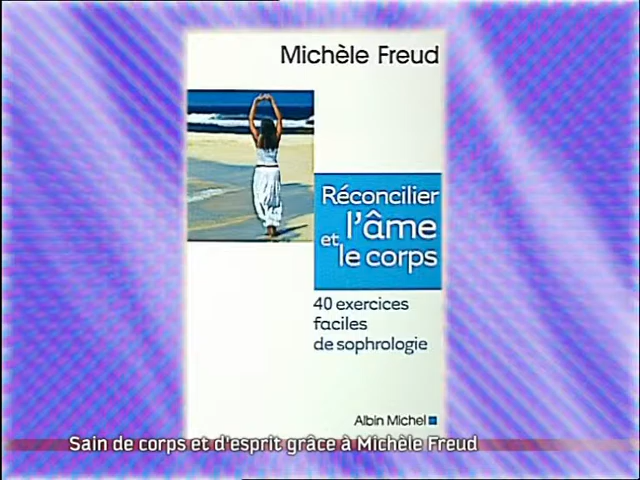 Michèle Freud
Réconcilier
l'âme
et le corps
40 exercices
faciles
de sophrologie
Albin Michel
Sain de corps et d'esprit grâce à Michèle Freud